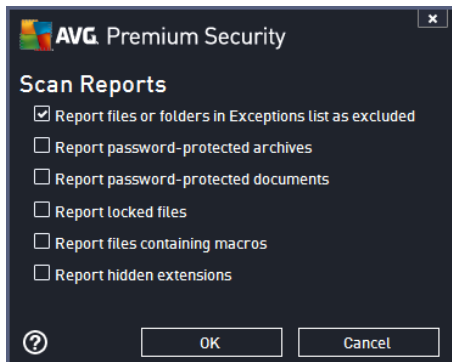 AVG. Premium Security
Scan Reports
Report files or folders in Exceptions list as excluded
Report password-protected archives
Report password-protected documents
Report locked files
Report files containing macros
Report hidden extensions
OK
Cancel